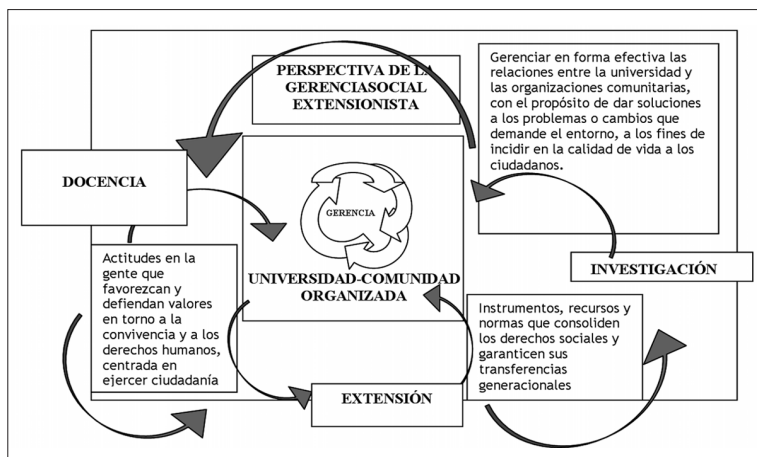 PERSPECTIVA DE LA
GERENCIASOCIAL
EXTENSIONISTA
Gerenciar en forma efectiva las
relaciones entre la universidad y
las organizaciones comunitarias,
con el propósito de dar soluciones
a los problemas o cambios que
demande el entorno, a los fines de
incidir en la calidad de vida a los
ciudadanos.
DOCENCIA
GERENCIA
UNIVERSIDAD-COMUNIDAD
ORGANIZADA
INVESTIGACIÓN
Actitudes en la
gente que
favorezcan y
defiendan valores
en torno a la
convivencia y a los
derechos humanos,
centrada en
ejercer ciudadanía
Instrumentos, recursos y
normas que consoliden
los derechos sociales y
garanticen sus
transferencias
generacionales
EXTENSIÓN